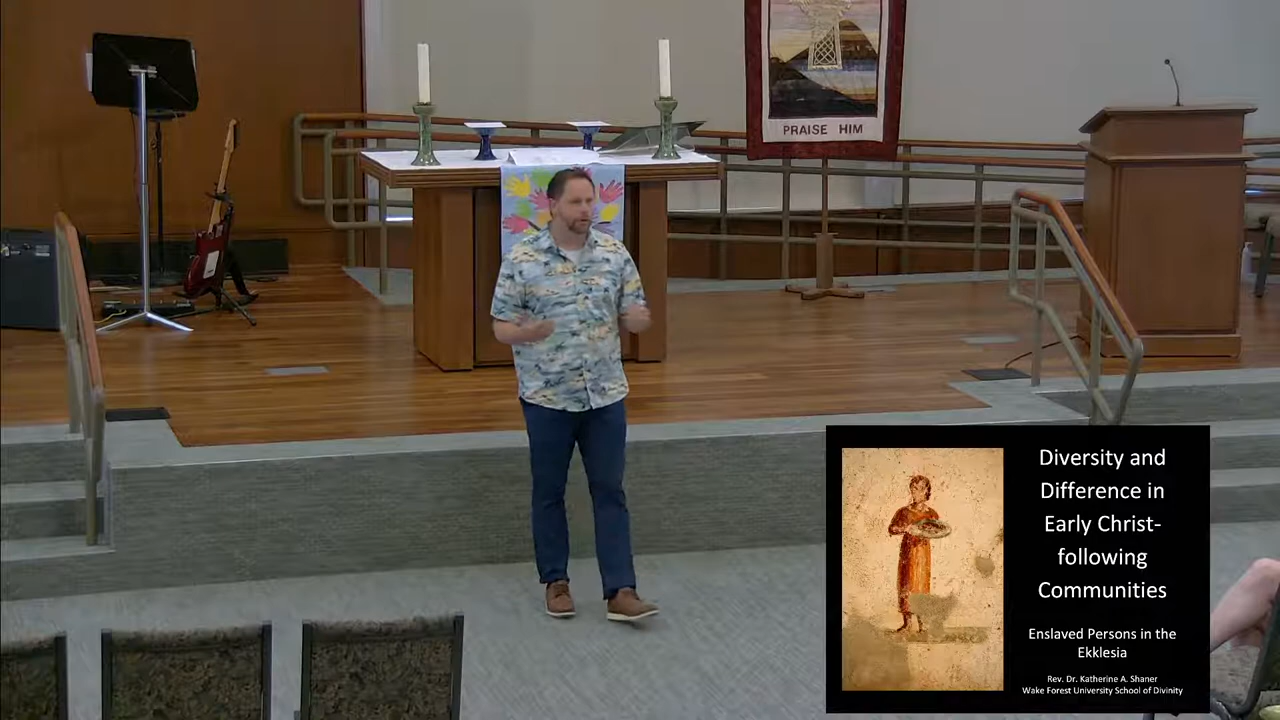 PRAISE HIM
Diversity and
Difference in
Early Christ-
following
Communities
Enslaved Persons in the
Ekklesia
Rev. Dr. Katherine A. Shaner
Wake Forest University School of Divinity